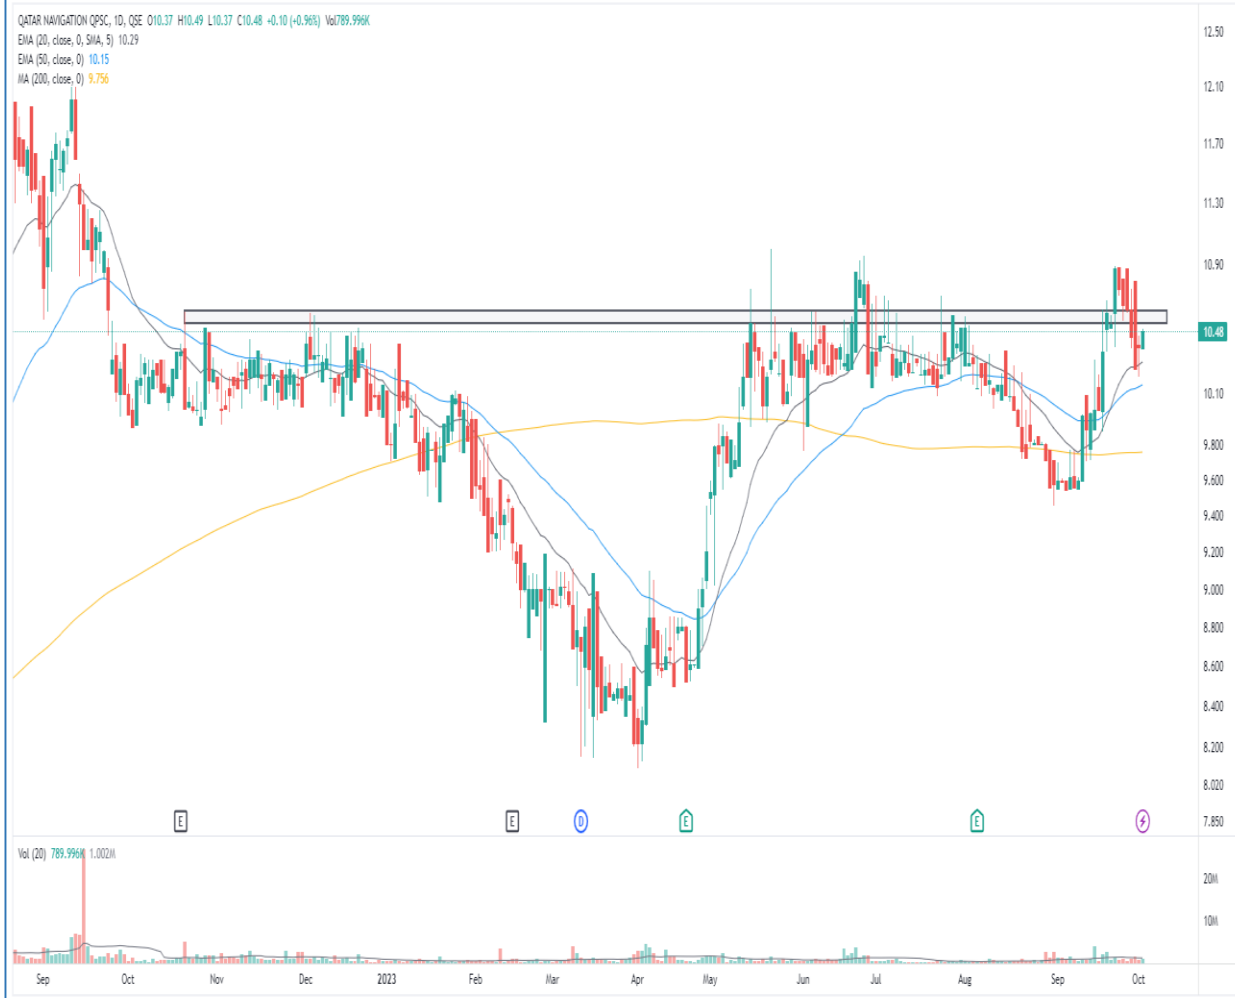 QATAR NAVIGATION QPSC, 1D, QSE O10.37 H10.49 L10.37 C10.48 +0.10 (+0.96%) Vol789.996K
EMA (20, close, 0, SMA, 5) 10.29
EMA (50, close, 0) 10.15
MA (200, close, 0) 9.756
12.50
12.10
11.70
11.30
10.90
10.48
10.10
9.800
9.600
9.400
9.200
9.000
8.800
8.600
8.400
8.200
8.020
7.850
E E D E E
Vol (20) 789.996K 1.002M
20M
10M
Sep Oct Nov Dec 2023 Feb Mar Apr May Jun Jul Aug Sep Oct